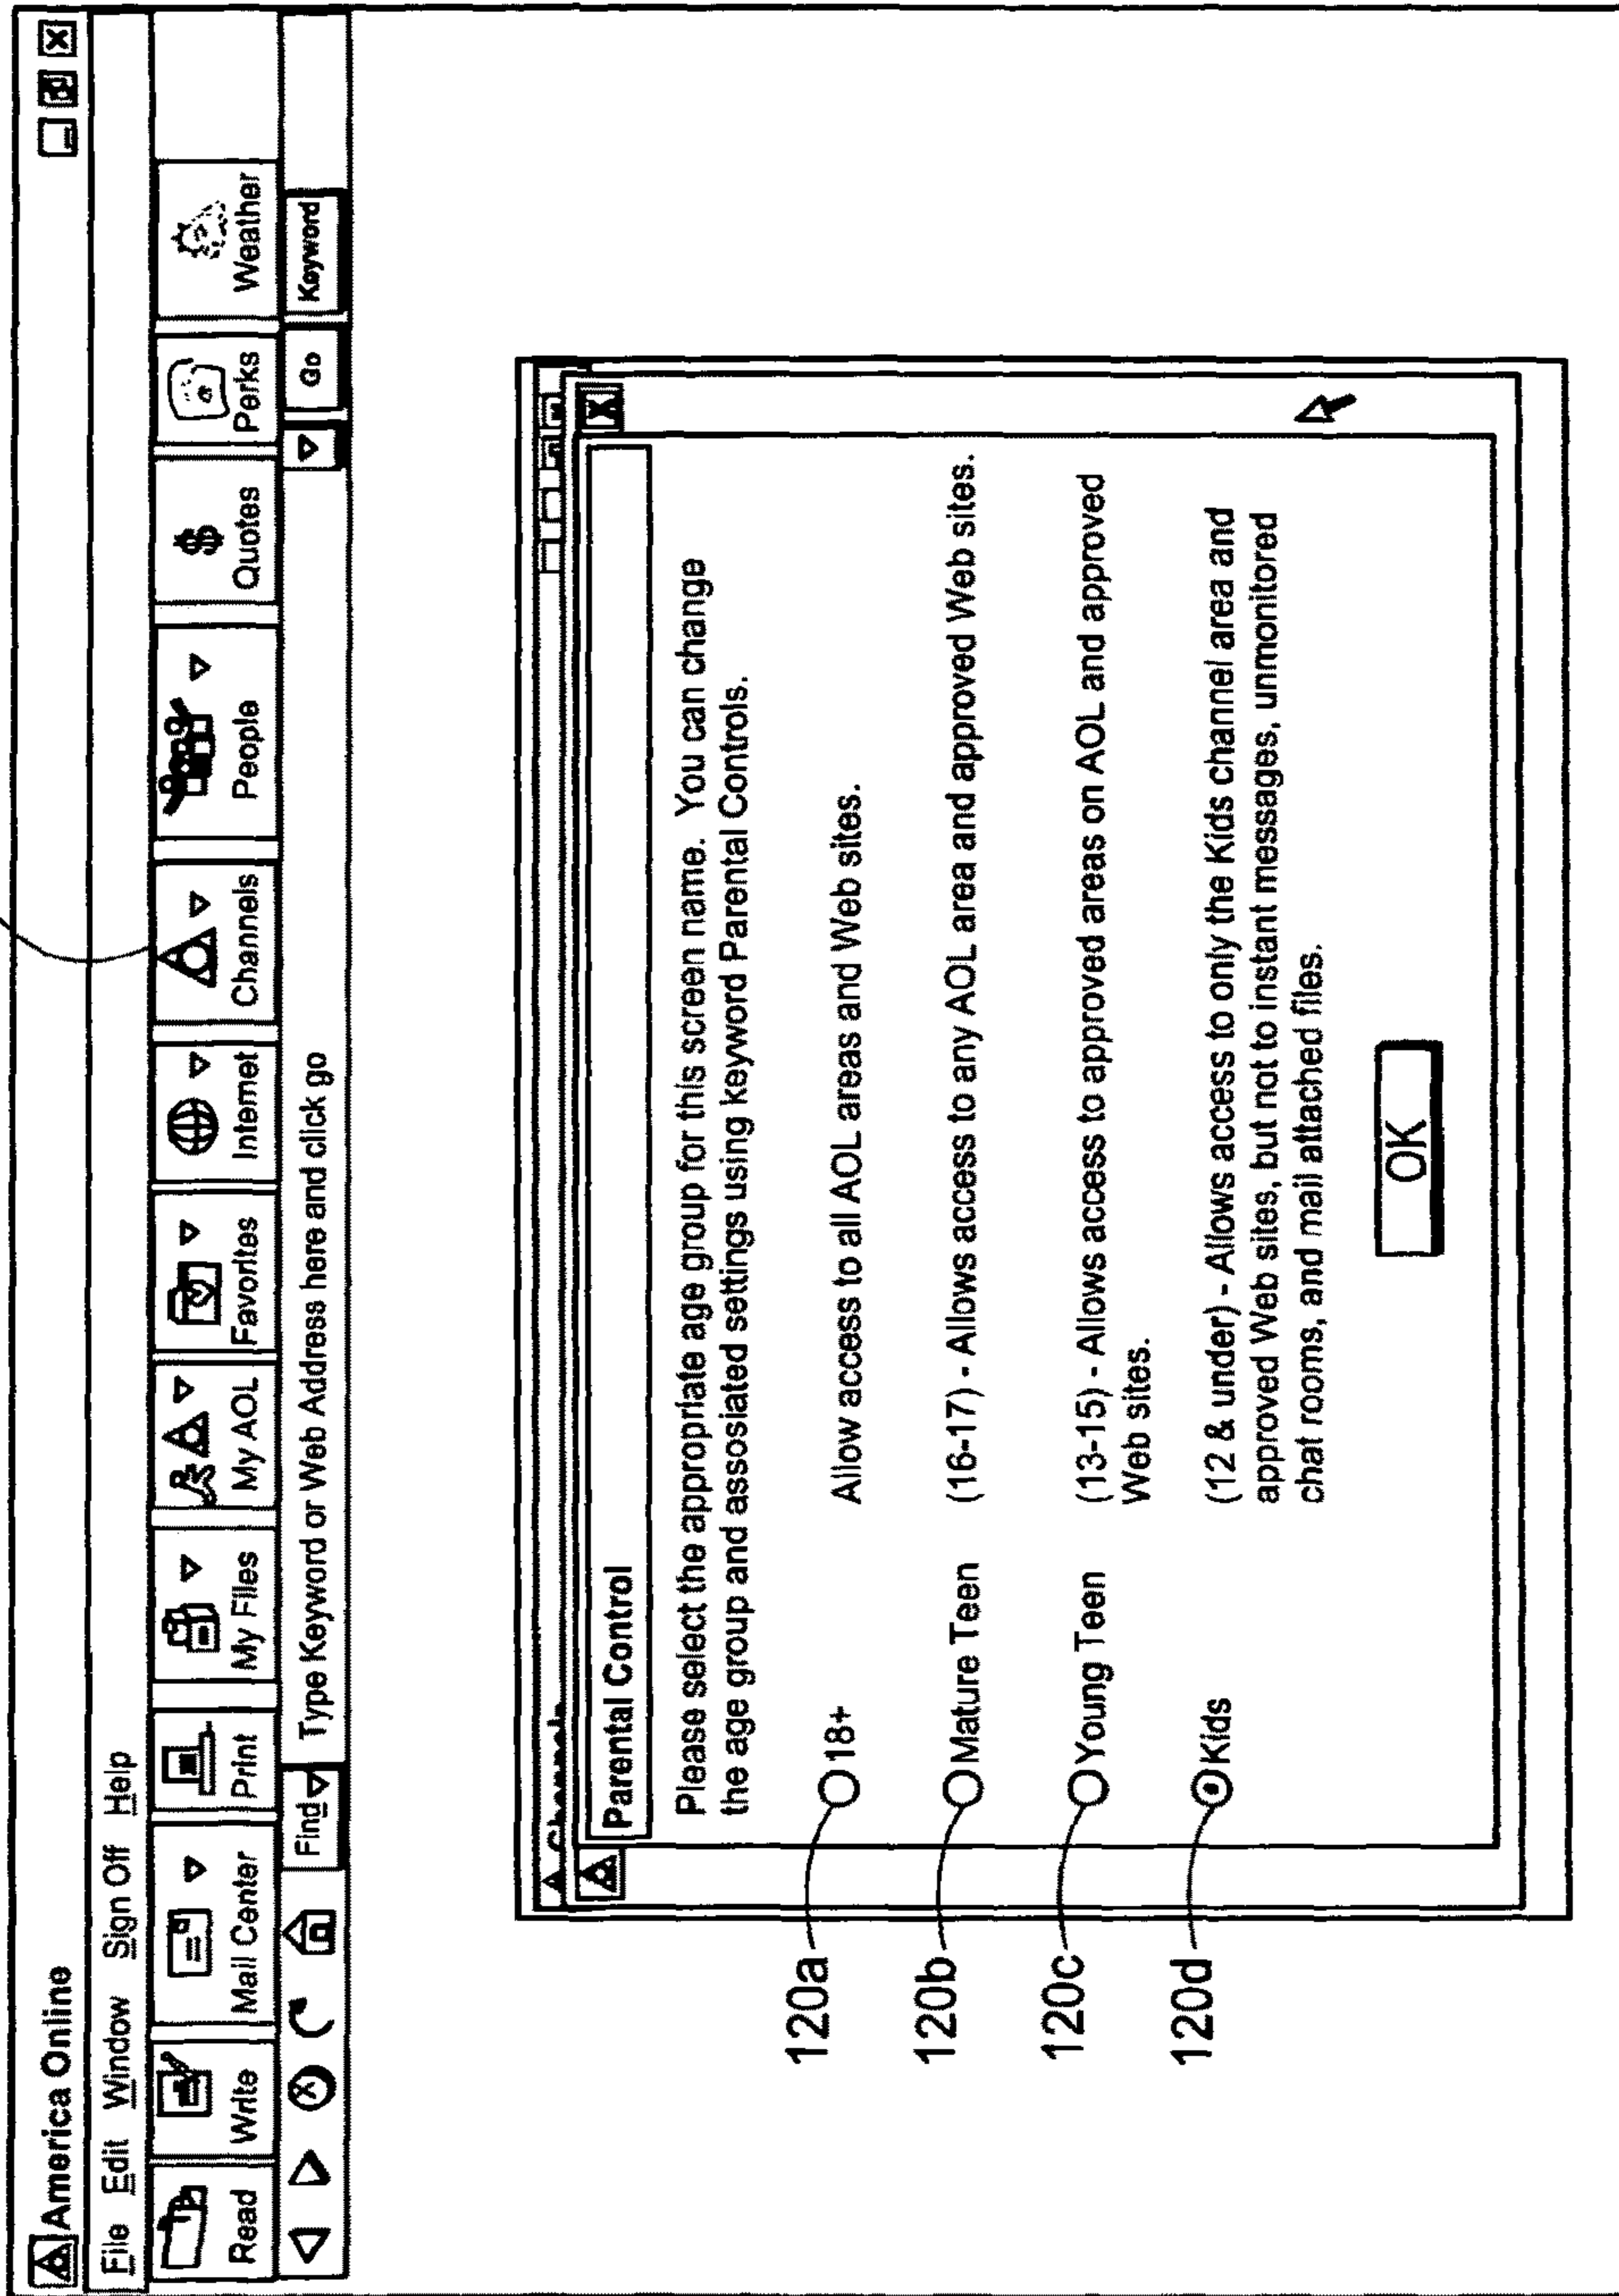 America Online
File Edit Window Sign Off Help
Read Write Mail Center Print My Files My AOL Favorites Internet Channels People Quotes Perks Weather
Find Type Keyword or Web Address here and click go Go Keyword
Parental Control
Please select the appropriate age group for this screen name. You can change
the age group and assosiated settings using keyword Parental Controls.
120a 18+ Allow access to all AOL areas and Web sites.
120b Mature Teen (16-17) - Allows access to any AOL area and approved Web sites.
120c Young Teen (13-15) - Allows access to approved areas on AOL and approved
Web sites.
120d Kids (12 & under) - Allows access to only the Kids channel area and
approved Web sites, but not to instant messages, unmonitored
chat rooms, and mail attached files.
OK